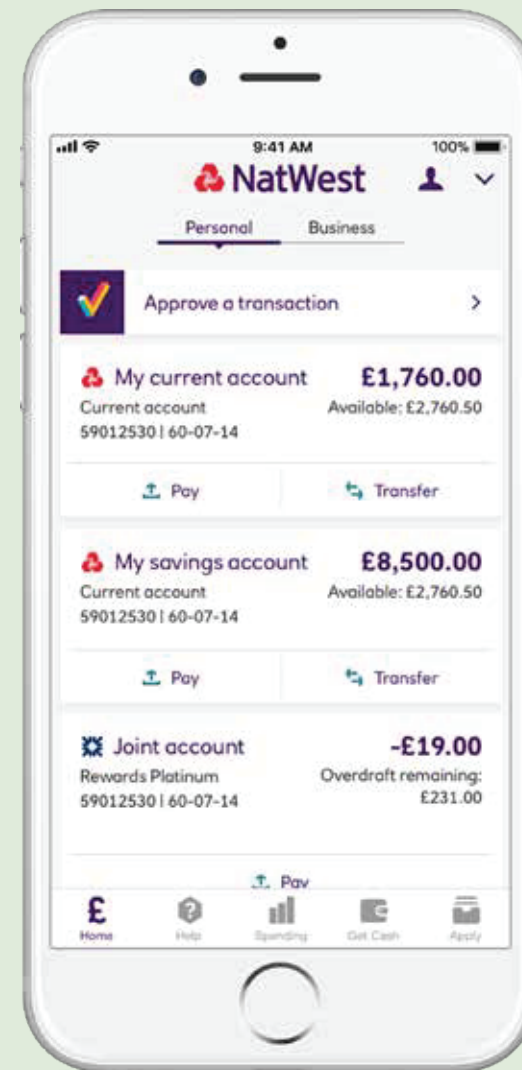 9:41 AM 100%
NatWest
Personal Business
Approve a transaction
My current account £1,760.00
Current account Available: £2,760.50
59012530 | 60-07-14
Pay Transfer
My savings account £8,500.00
Current account Available: £2,760.50
59012530 | 60-07-14
Pay Transfer
Joint account -£19.00
Rewards Platinum Overdraft remaining:
59012530 | 60-07-14 £231.00
Pay
£
Home Help Spending Get Cash Apply